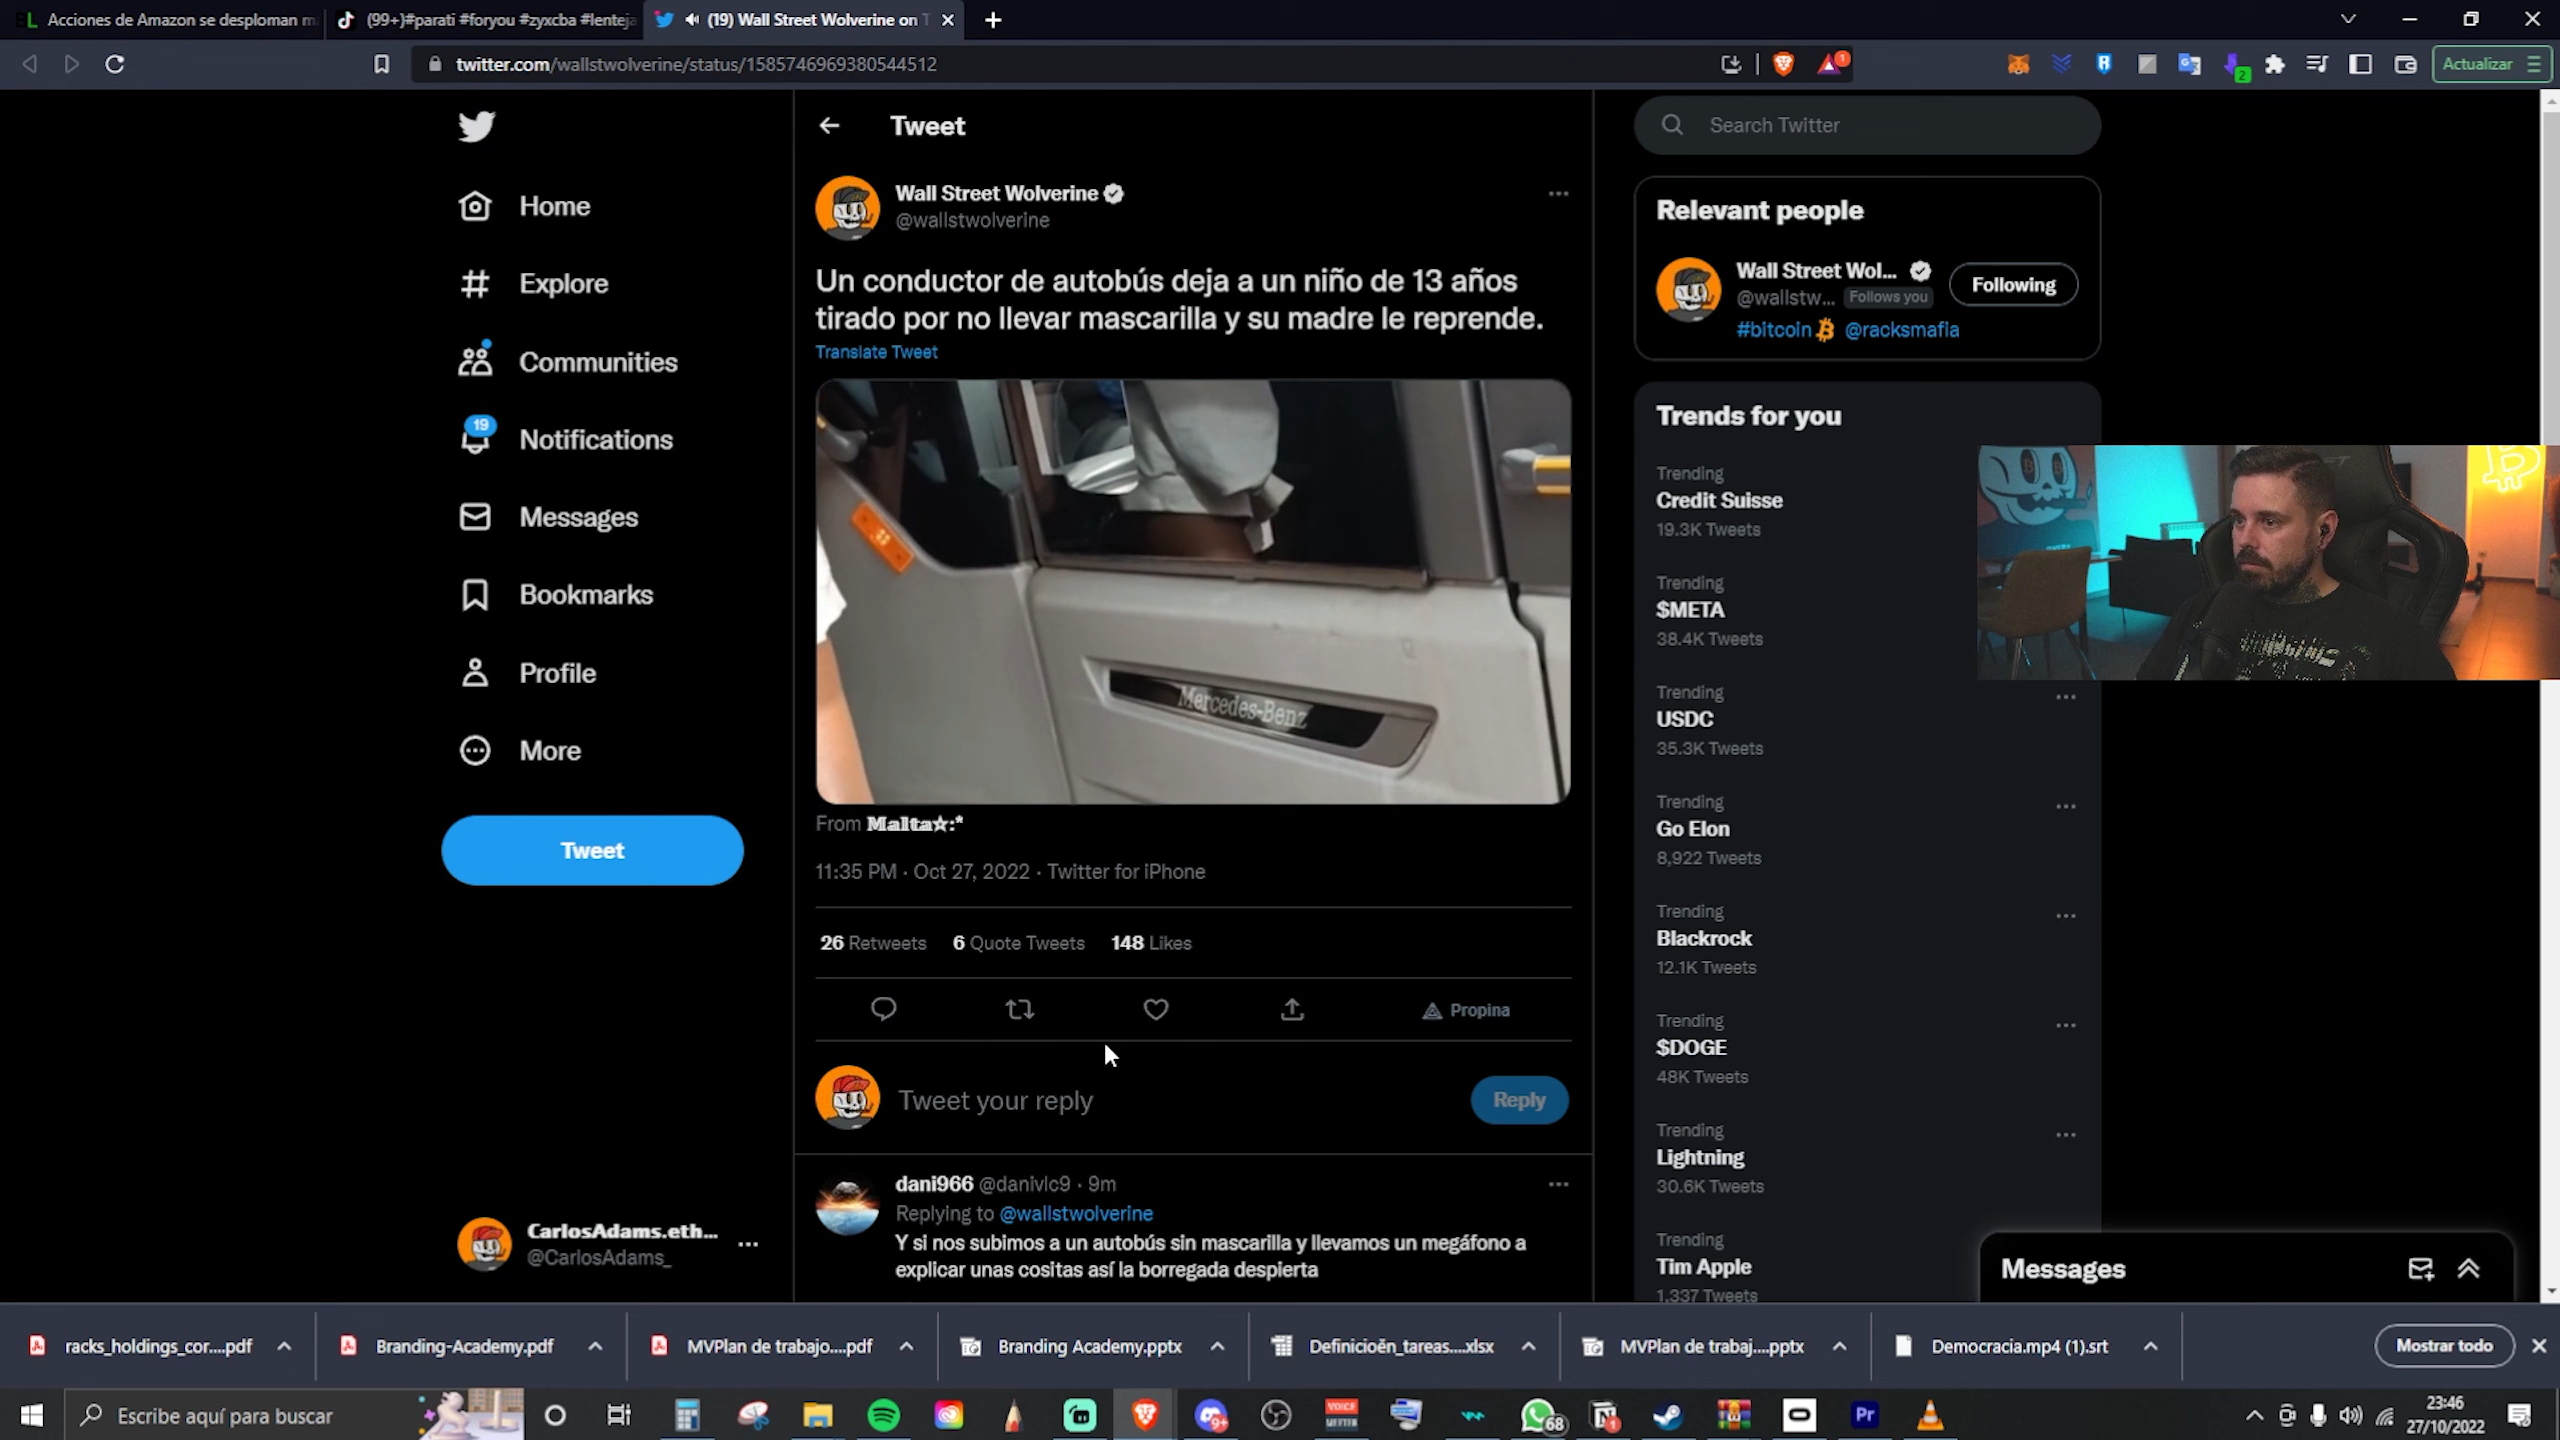 Acciones de Amazon se desploman m
(99+)#parati #foryou #zyxcba #lenteja
(19) Wall Street Wolverine on T
twitter.com/wallstwolverine/status/1585746969380544512
1
2
Actualizar
Home
Explore
Communities
19
Notifications
Messages
Bookmarks
Profile
More
Tweet
CarlosAdams.eth...
@CarlosAdams_
Tweet
Wall Street Wolverine
@wallstwolverine
Un conductor de autobús deja a un niño de 13 años
tirado por no llevar mascarilla y su madre le reprende.
Translate Tweet
Mercedes-Benz
From Malta☆:*
11:35 PM · Oct 27, 2022 · Twitter for iPhone
26 Retweets 6 Quote Tweets 148 Likes
Propina
Tweet your reply
Reply
dani966 @danivlc9 · 9m
Replying to @wallstwolverine
Y si nos subimos a un autobús sin mascarilla y llevamos un megáfono a
explicar unas cositas así la borregada despierta
Search Twitter
Relevant people
Wall Street Wol...
@wallstw... Follows you
Following
#bitcoin @racksmafia
Trends for you
Trending
Credit Suisse
19.3K Tweets
Trending
$META
38.4K Tweets
Trending
USDC
35.3K Tweets
Trending
Go Elon
8,922 Tweets
Trending
Blackrock
12.1K Tweets
Trending
$DOGE
48K Tweets
Trending
Lightning
30.6K Tweets
Trending
Tim Apple
1,337 Tweets
Messages
racks_holdings_cor....pdf
Branding-Academy.pdf
MVPlan de trabajo....pdf
Branding Academy.pptx
Definicioěn_tareas....xlsx
MVPlan de trabaj....pptx
Democracia.mp4 (1).srt
Mostrar todo
Escribe aquí para buscar
9+
VOICE
68
1
Pr
23:46
27/10/2022